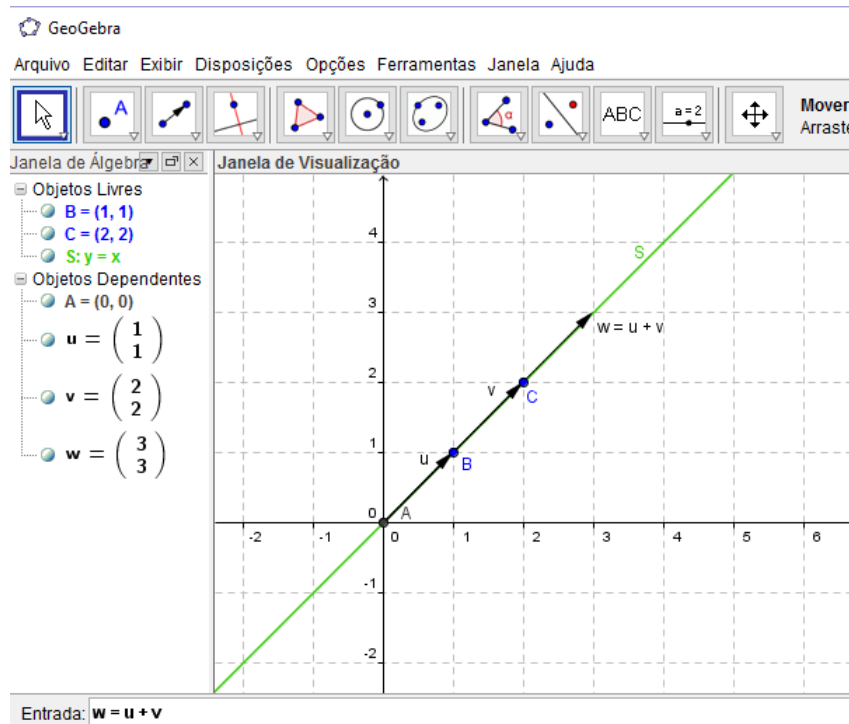 GeoGebra
Arquivo Editar Exibir Disposições Opções Ferramentas Janela Ajuda
A
α
ABC
a = 2
Mover
Arraste
Janela de Álgebra
Janela de Visualização
Objetos Livres
B = (1, 1)
C = (2, 2)
S: y = x
Objetos Dependentes
A = (0, 0)
u = ( 1
1 )
v = ( 2
2 )
w = ( 3
3 )
4
S
3
w = u + v
2
v
C
1
u
B
0
A
-2 -1 0 1 2 3 4 5 6
-1
-2
Entrada: w = u + v